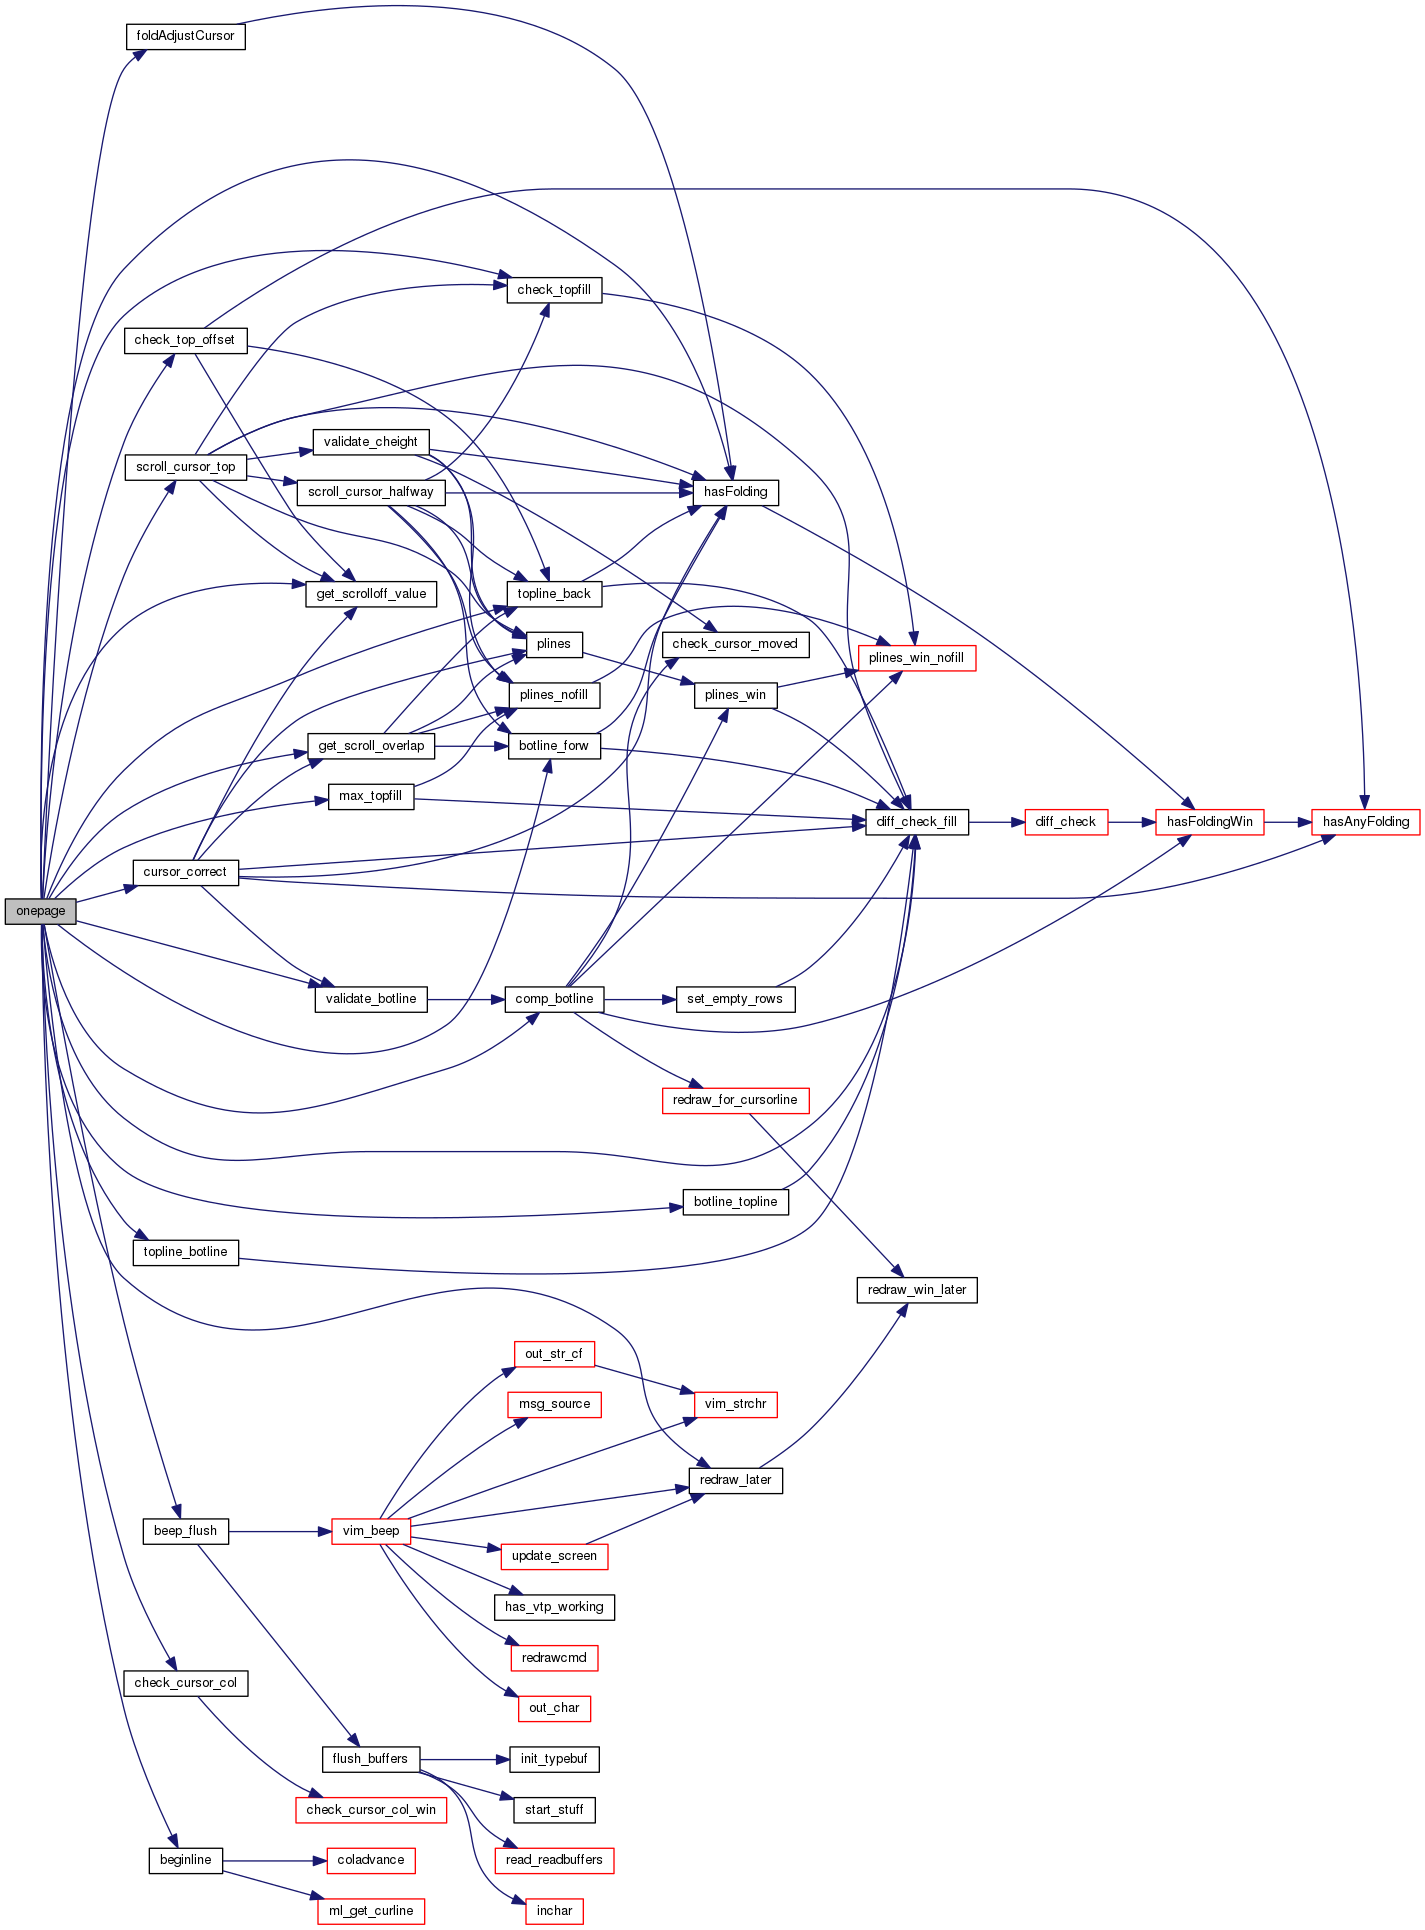 foldAdjustCursor
check_topfill
check_top_offset
validate_cheight
scroll_cursor_top
scroll_cursor_halfway
hasFolding
get_scrolloff_value
topline_back
plines
check_cursor_moved
plines_win_nofill
plines_nofill
plines_win
get_scroll_overlap
botline_forw
max_topfill
diff_check_fill
diff_check
hasFoldingWin
hasAnyFolding
cursor_correct
onepage
validate_botline
comp_botline
set_empty_rows
redraw_for_cursorline
botline_topline
topline_botline
redraw_win_later
out_str_cf
msg_source
vim_strchr
redraw_later
beep_flush
vim_beep
update_screen
has_vtp_working
redrawcmd
check_cursor_col
out_char
flush_buffers
init_typebuf
check_cursor_col_win
start_stuff
beginline
coladvance
read_readbuffers
ml_get_curline
inchar